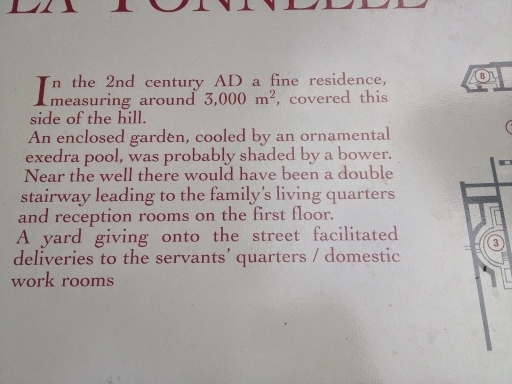 LA TONNELLE
In the 2nd century AD a fine residence,
measuring around 3,000 m², covered this
side of the hill.
An enclosed garden, cooled by an ornamental
exedra pool, was probably shaded by a bower.
Near the well there would have been a double
stairway leading to the family's living quarters
and reception rooms on the first floor.
A yard giving onto the street facilitated
deliveries to the servants' quarters / domestic
work rooms
8
3